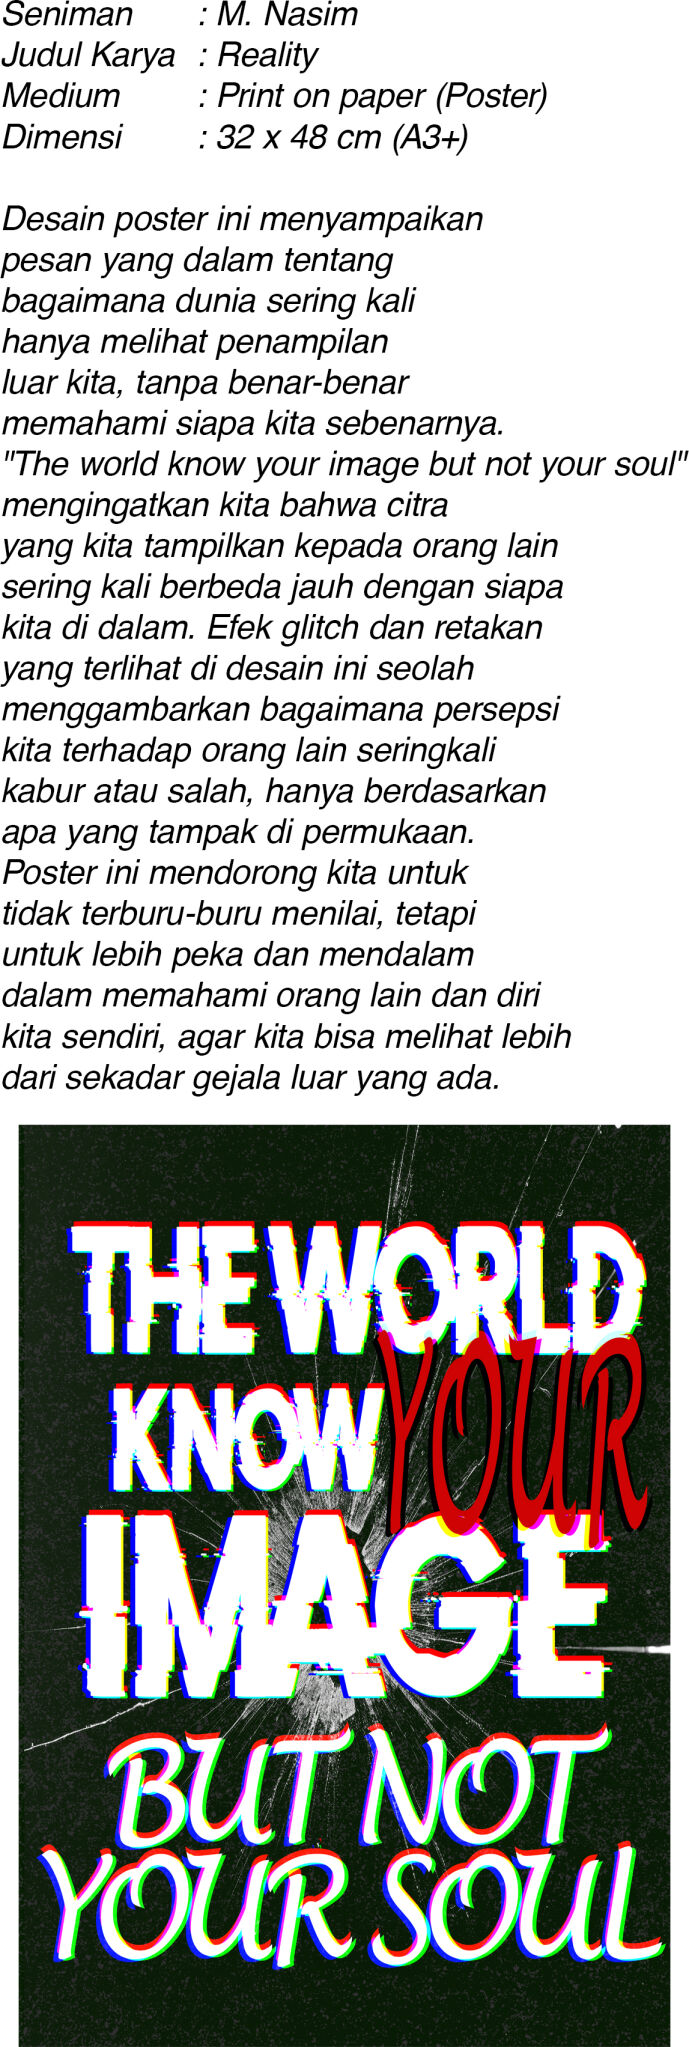 Seniman : M. Nasim
Judul Karya : Reality
Medium : Print on paper (Poster)
Dimensi : 32 x 48 cm (A3+)
Desain poster ini menyampaikan
pesan yang dalam tentang
bagaimana dunia sering kali
hanya melihat penampilan
luar kita, tanpa benar-benar
memahami siapa kita sebenarnya.
"The world know your image but not your soul"
mengingatkan kita bahwa citra
yang kita tampilkan kepada orang lain
sering kali berbeda jauh dengan siapa
kita di dalam. Efek glitch dan retakan
yang terlihat di desain ini seolah
menggambarkan bagaimana persepsi
kita terhadap orang lain seringkali
kabur atau salah, hanya berdasarkan
apa yang tampak di permukaan.
Poster ini mendorong kita untuk
tidak terburu-buru menilai, tetapi
untuk lebih peka dan mendalam
dalam memahami orang lain dan diri
kita sendiri, agar kita bisa melihat lebih
dari sekadar gejala luar yang ada.
THE WORLD
KNOW YOUR
IMAGE
BUT NOT
YOUR SOUL